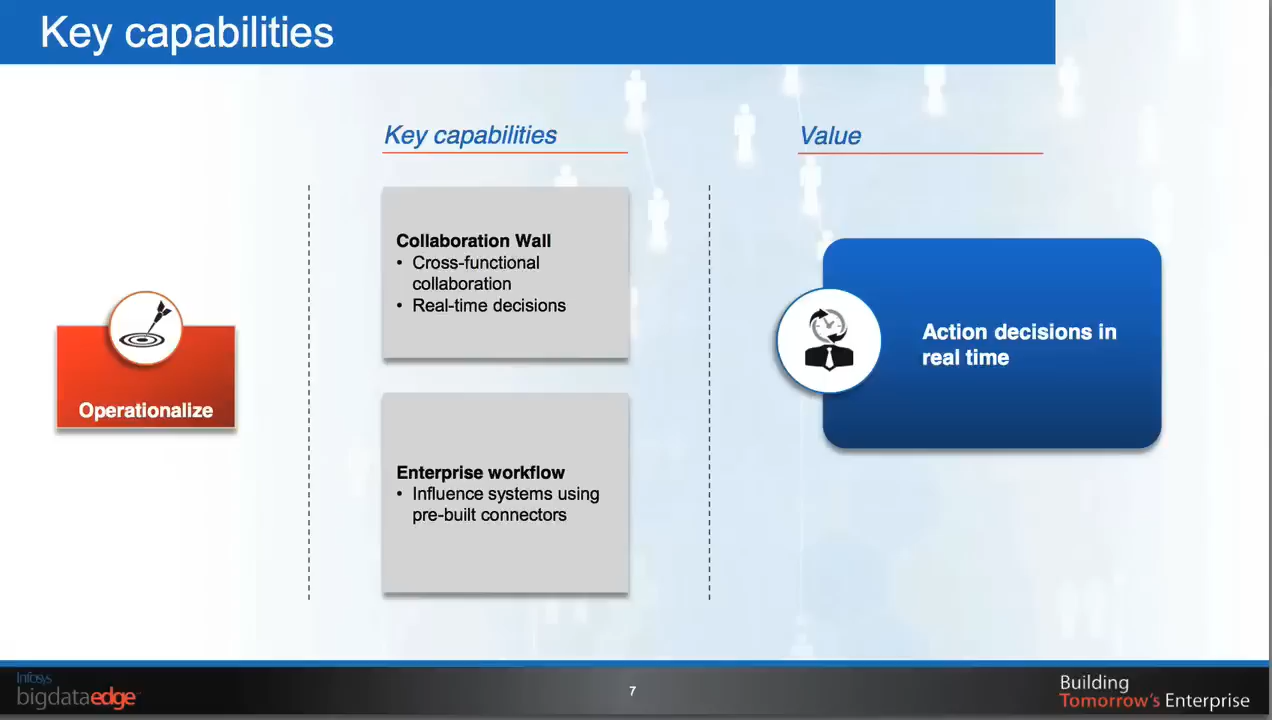 Key capabilities
Key capabilities
Value
Collaboration Wall
• Cross-functional
collaboration
• Real-time decisions
Action decisions in
real time
Operationalize
Enterprise workflow
• Influence systems using
pre-built connectors
Infosys
bigdataedge
7
Building
Tomorrow's Enterprise